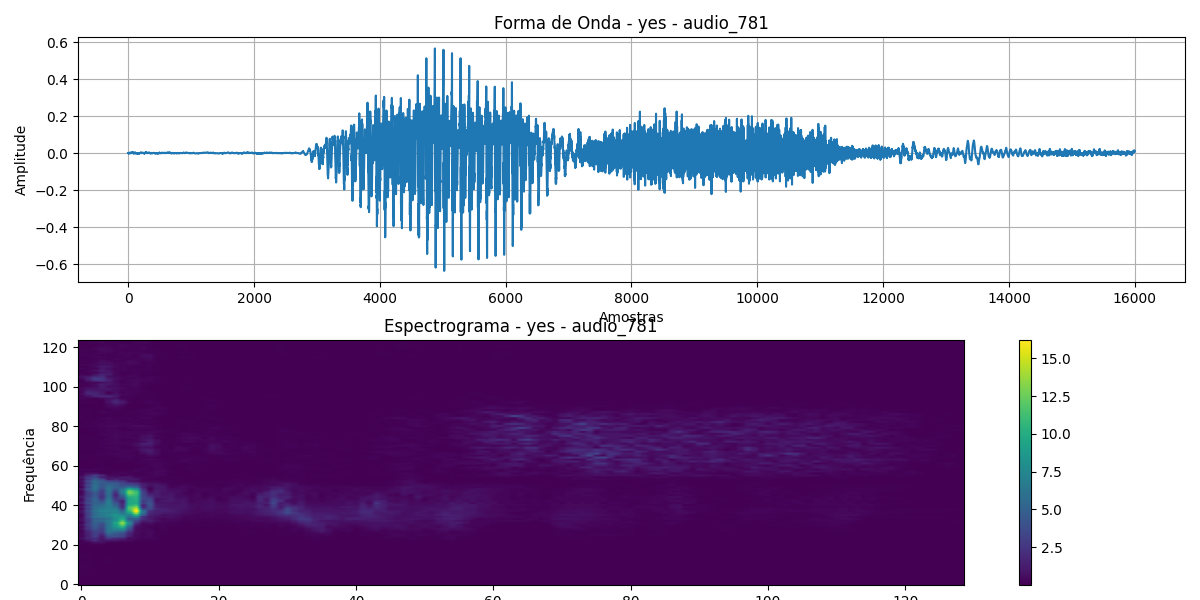 Forma de Onda - yes - audio_781
0.6
0.4
0.2
0.0
−0.2
−0.4
−0.6
Amplitude
0 2000 4000 6000 8000 10000 12000 14000 16000
Amostras
Espectrograma - yes - audio_781
120
100
80
60
40
20
0
Frequência
0 20 40 60 80 100 120
15.0
12.5
10.0
7.5
5.0
2.5